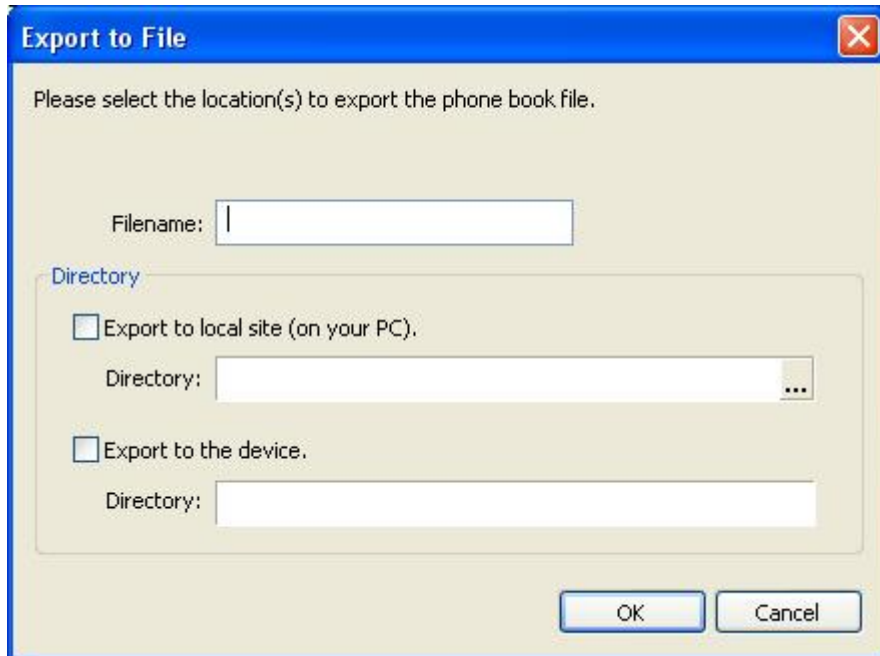 Export to File
Please select the location(s) to export the phone book file.
Filename:
Directory
Export to local site (on your PC).
Directory:
...
Export to the device.
Directory:
OK Cancel